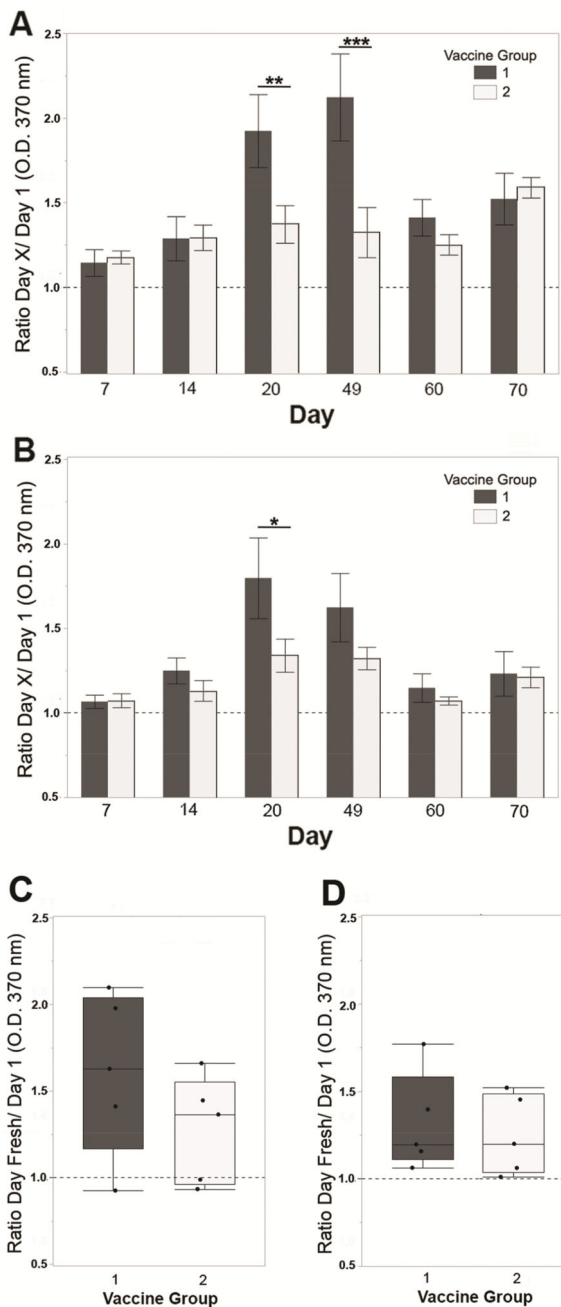 A
Ratio Day X/ Day 1 (O.D. 370 nm)
2.5
2.0
1.5
1.0
0.5
**
***
Vaccine Group
1
2
7 14 20 49 60 70
Day
B
Ratio Day X/ Day 1 (O.D. 370 nm)
2.5
2.0
1.5
1.0
0.5
*
Vaccine Group
1
2
7 14 20 49 60 70
Day
C
Ratio Day Fresh/ Day 1 (O.D. 370 nm)
2.5
2.0
1.5
1.0
0.5
1 2
Vaccine Group
D
Ratio Day Fresh/ Day 1 (O.D. 370 nm)
2.5
2.0
1.5
1.0
0.5
1 2
Vaccine Group